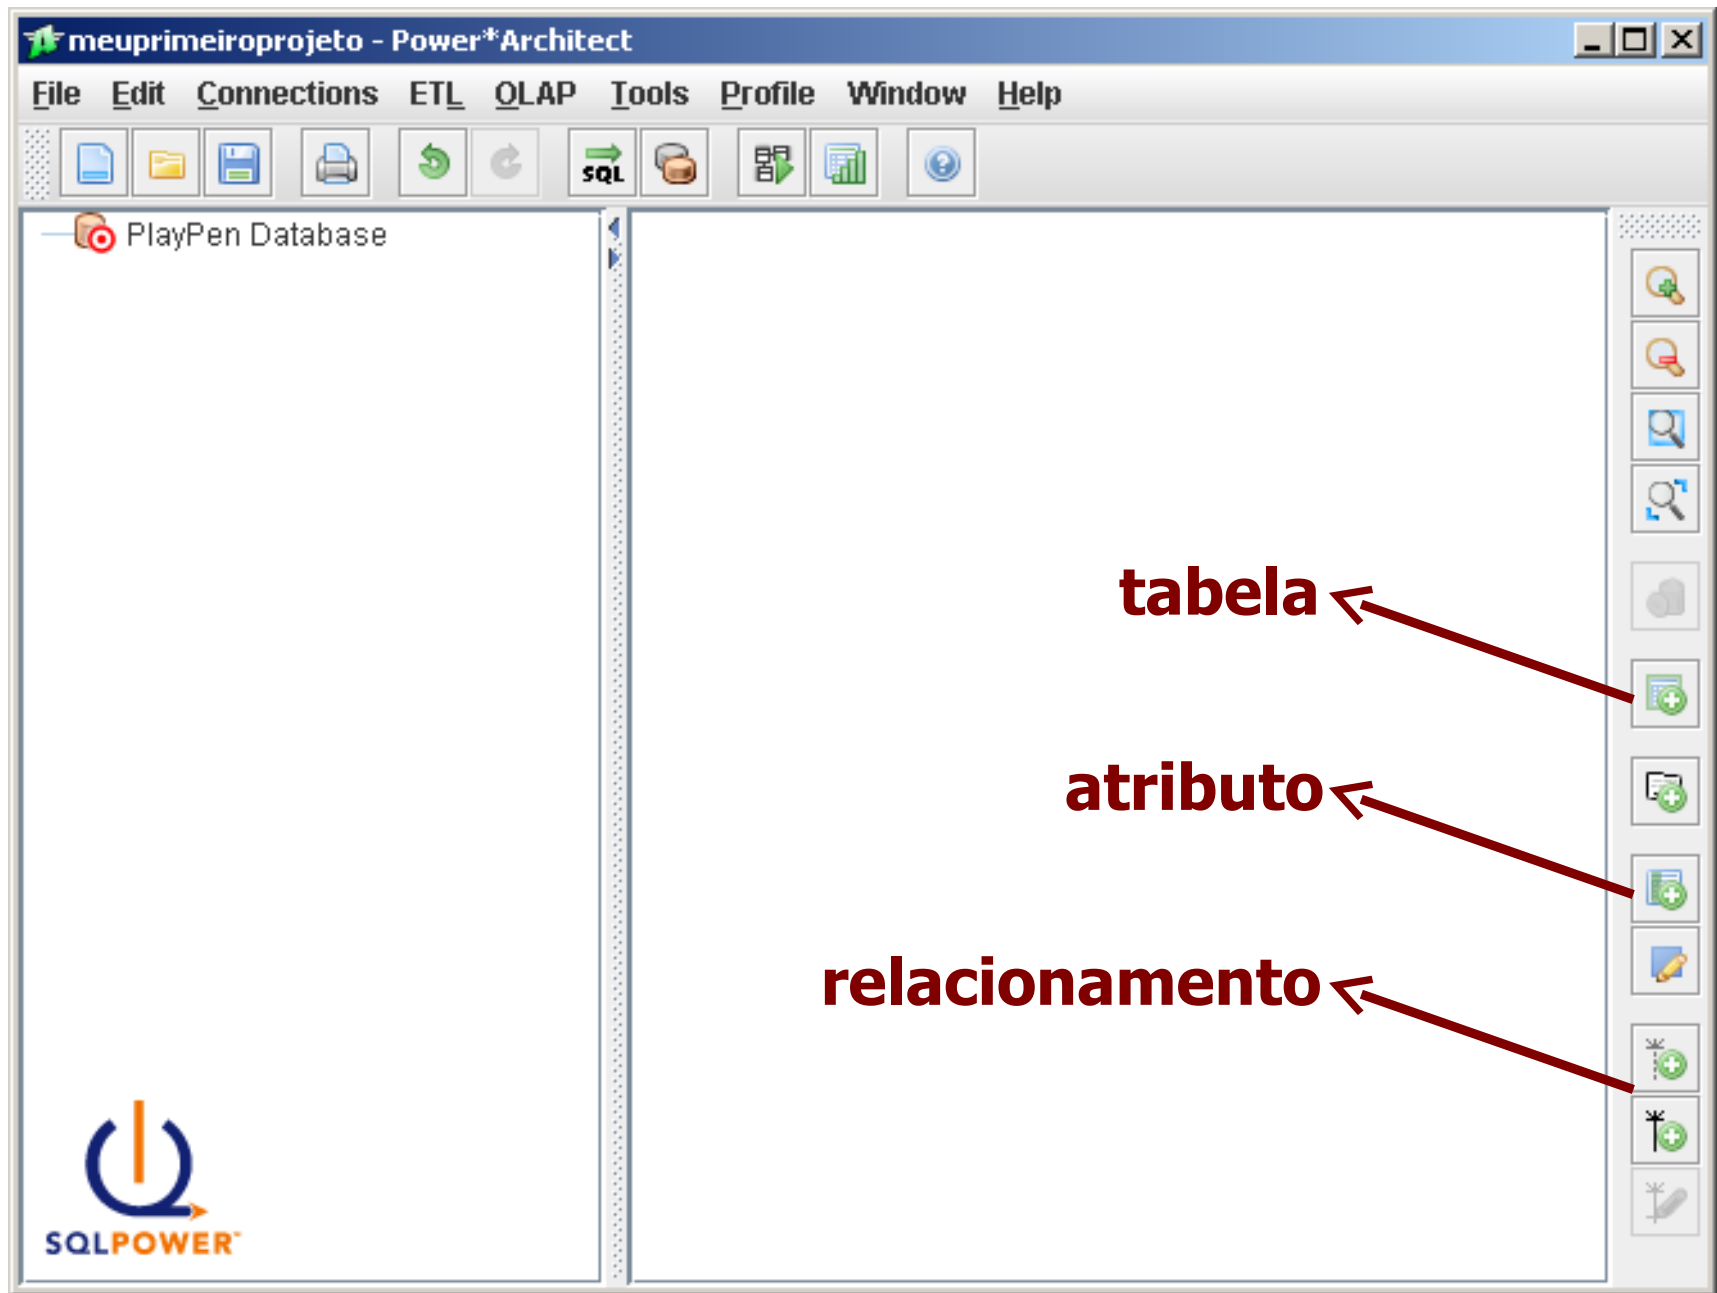 meuprimeiroprojeto - Power*Architect
File Edit Connections ETL OLAP Tools Profile Window Help
SQL
PlayPen Database
tabela
atributo
relacionamento
SQLPOWER